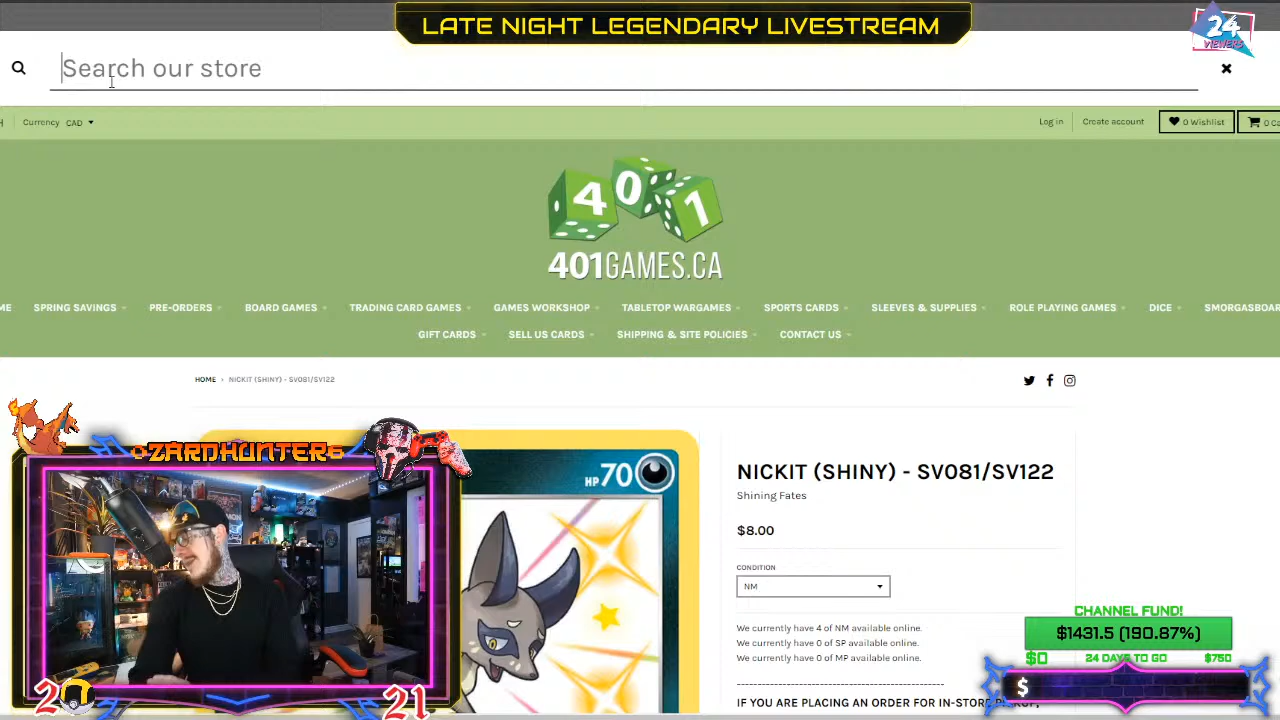 LATE NIGHT LEGENDARY LIVESTREAM
24
VIEWERS
Search our store
Currency CAD
Log in
Create account
0 Wishlist
401
401GAMES.CA
SPRING SAVINGS
PRE-ORDERS
BOARD GAMES
TRADING CARD GAMES
GAMES WORKSHOP
TABLETOP WARGAMES
SPORTS CARDS
SLEEVES & SUPPLIES
ROLE PLAYING GAMES
DICE
SMORGASBOAR
GIFT CARDS
SELL US CARDS
SHIPPING & SITE POLICIES
CONTACT US
HOME › NICKIT (SHINY) - SV081/SV122
ZARDHUNTER6
HP 70
NICKIT (SHINY) - SV081/SV122
Shining Fates
$8.00
CONDITION
NM
We currently have 4 of NM available online.
We currently have 0 of SP available online.
We currently have 0 of MP available online.
----------------------------------------------
IF YOU ARE PLACING AN ORDER FOR IN-STORE PICKUP,
CHANNEL FUND!
$1431.5 (190.87%)
$0
24 DAYS TO GO
$750
$
20
21